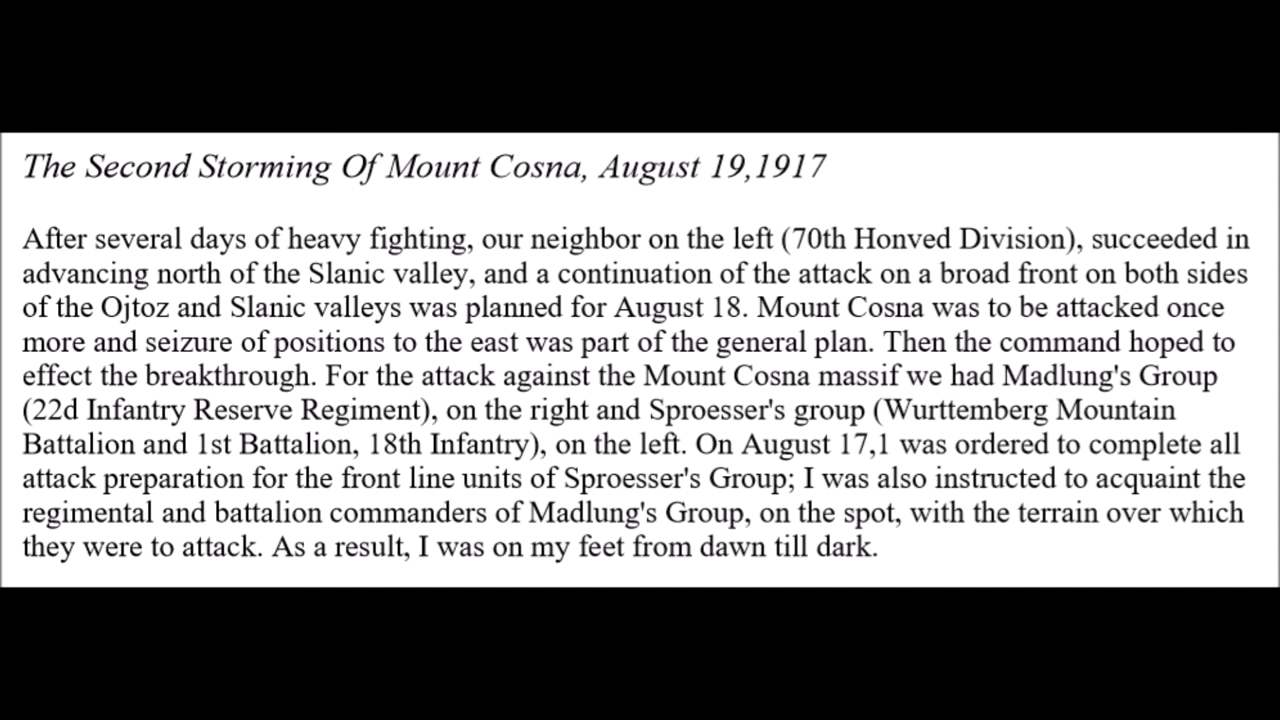 The Second Storming Of Mount Cosna, August 19,1917
After several days of heavy fighting, our neighbor on the left (70th Honved Division), succeeded in
advancing north of the Slanic valley, and a continuation of the attack on a broad front on both sides
of the Ojtoz and Slanic valleys was planned for August 18. Mount Cosna was to be attacked once
more and seizure of positions to the east was part of the general plan. Then the command hoped to
effect the breakthrough. For the attack against the Mount Cosna massif we had Madlung's Group
(22d Infantry Reserve Regiment), on the right and Sproesser's group (Wurttemberg Mountain
Battalion and 1st Battalion, 18th Infantry), on the left. On August 17,1 was ordered to complete all
attack preparation for the front line units of Sproesser's Group; I was also instructed to acquaint the
regimental and battalion commanders of Madlung's Group, on the spot, with the terrain over which
they were to attack. As a result, I was on my feet from dawn till dark.